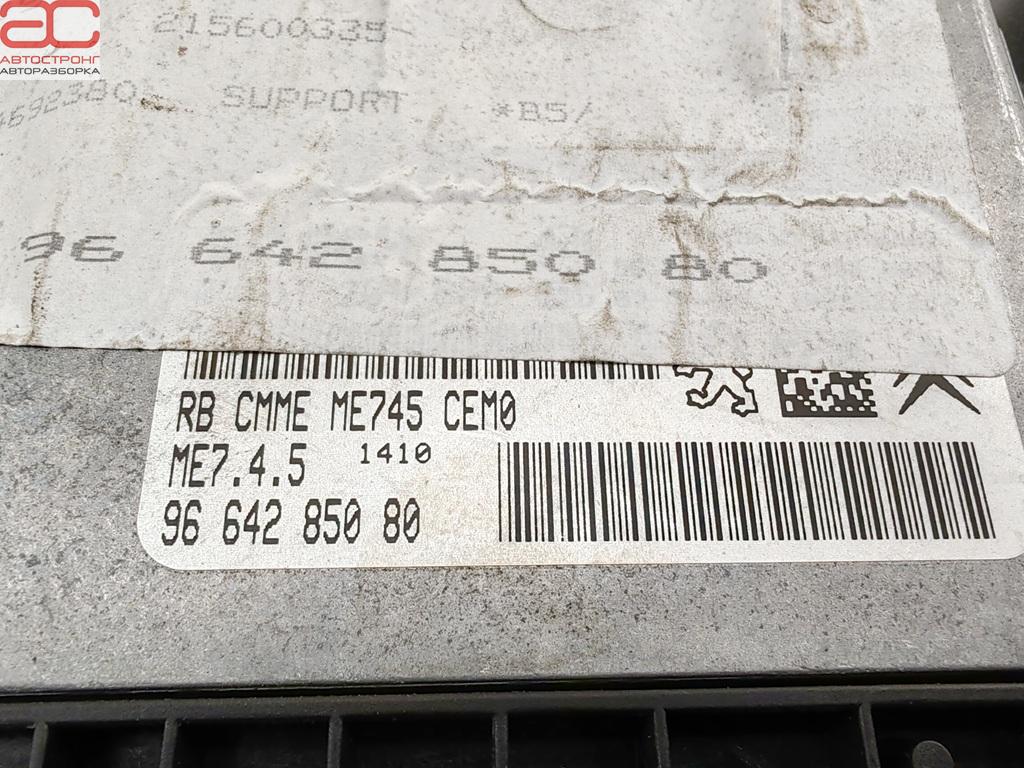 ac
АВТОСТРОНГ
АВТОРАЗБОРКА
215600335-
SUPPORT *B5/
96 642 850 80
RB CMME ME745 CEM0
ME7.4.5 1410
96 642 850 80